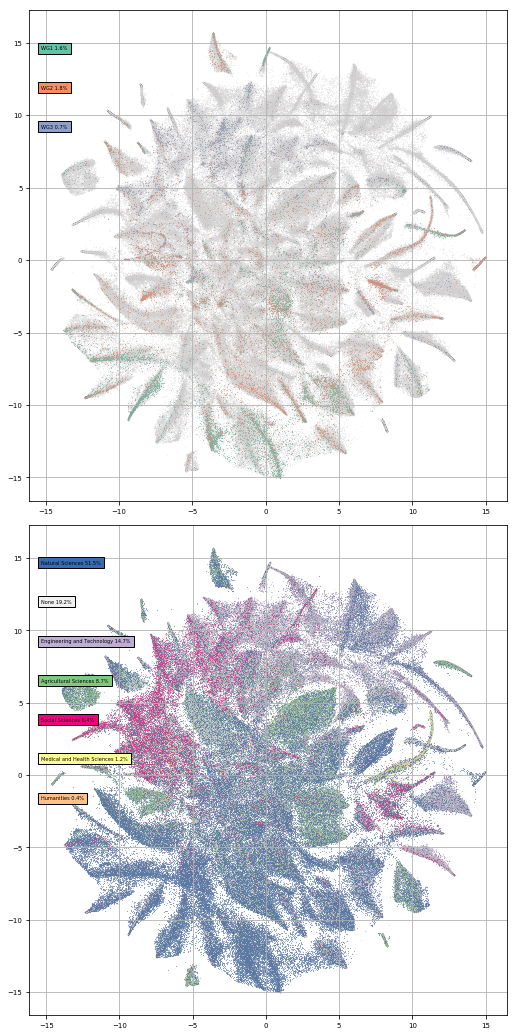 15
10
5
0
−5
−10
−15
WG1 1.6%
WG2 1.8%
WG3 0.7%
−15 −10 −5 0 5 10 15
15
10
5
0
−5
−10
−15
Natural Sciences 51.5%
None 19.2%
Engineering and Technology 14.7%
Agricultural Sciences 8.7%
Social Sciences 6.4%
Medical and Health Sciences 1.2%
Humanities 0.4%
−15 −10 −5 0 5 10 15